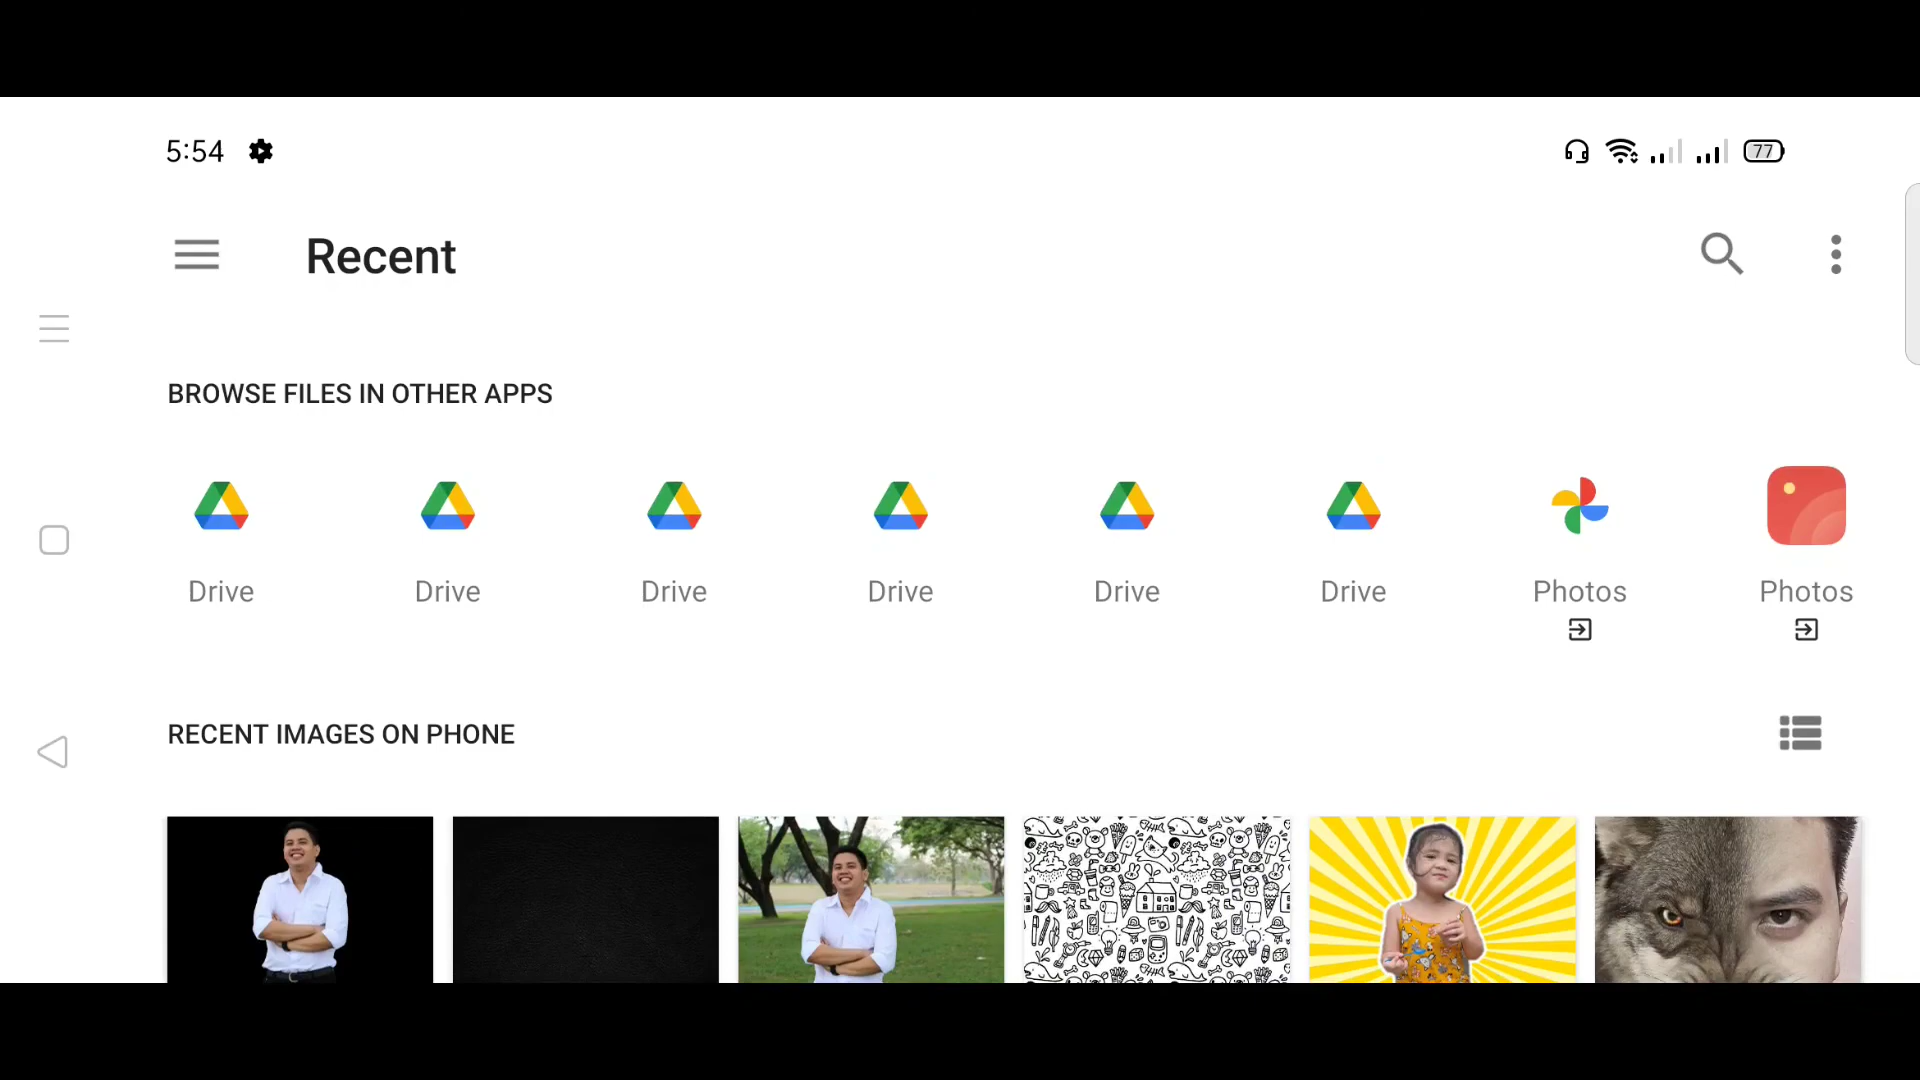 5:54
77
Recent
BROWSE FILES IN OTHER APPS
Drive Drive Drive Drive Drive Drive Photos Photos
RECENT IMAGES ON PHONE